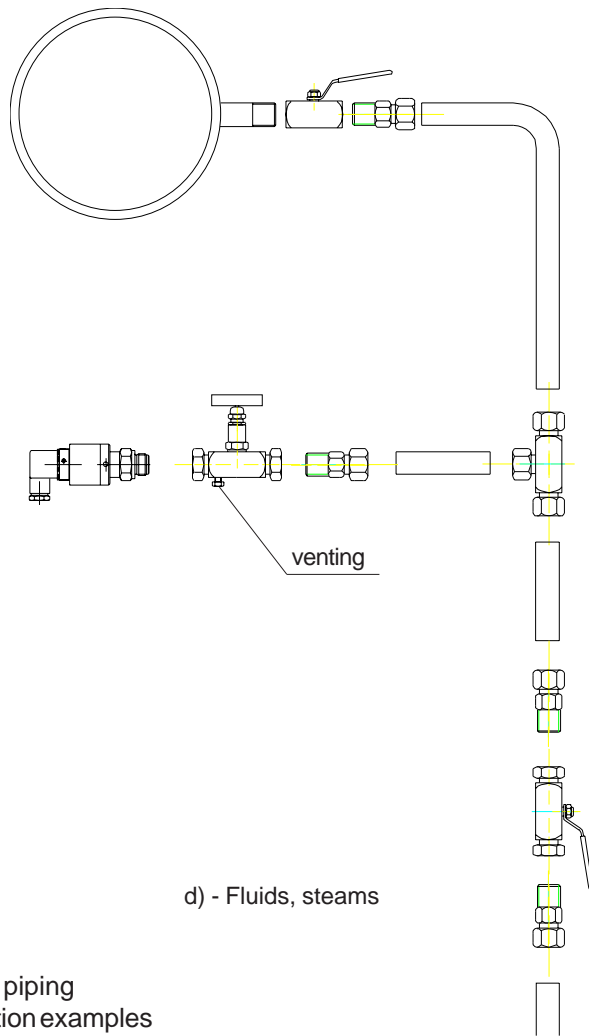 venting
d) - Fluids, steams
piping
tion examples